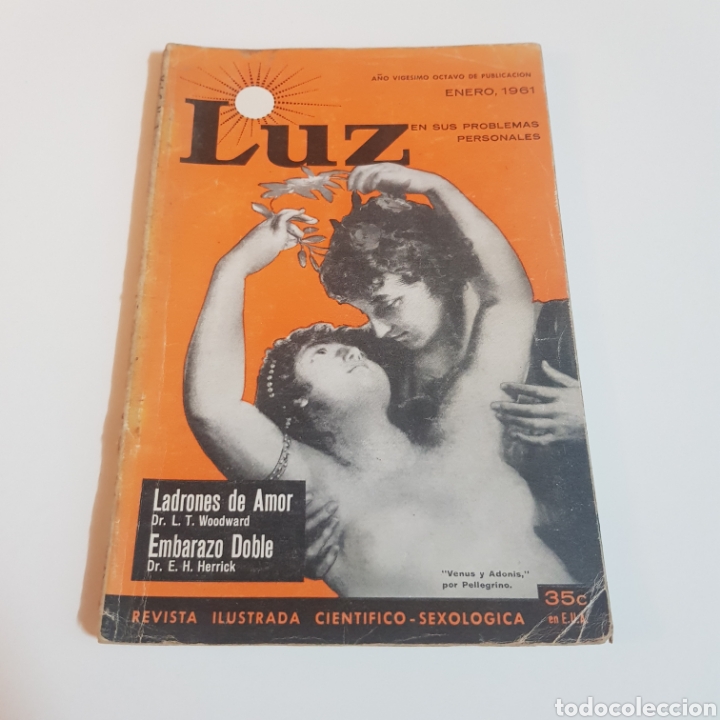 AÑO VIGESIMO OCTAVO DE PUBLICACION
ENERO, 1961
Luz
EN SUS PROBLEMAS
PERSONALES
Ladrones de Amor
Dr. L. T. Woodward
Embarazo Doble
Dr. E. H. Herrick
"Venus y Adonis,"
por Pellegrino.
35c
en E.U.A.
REVISTA ILUSTRADA CIENTIFICO-SEXOLOGICA
todocoleccion